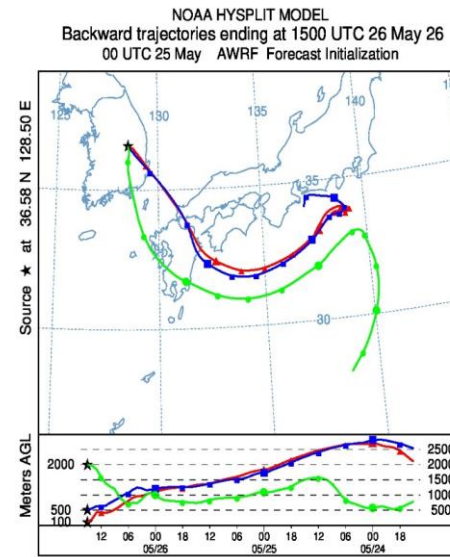 NOAA HYSPLIT MODEL
Backward trajectories ending at 1500 UTC 26 May 26
00 UTC 25 May AWRF Forecast Initialization
125
130
135
140
35
30
Source ★ at 36.58 N 128.50 E
Meters AGL
2000
500
100
2500
2000
1500
1000
500
12 06 00 18 12 06 00 18 12 06 00 18
05/26 05/25 05/24